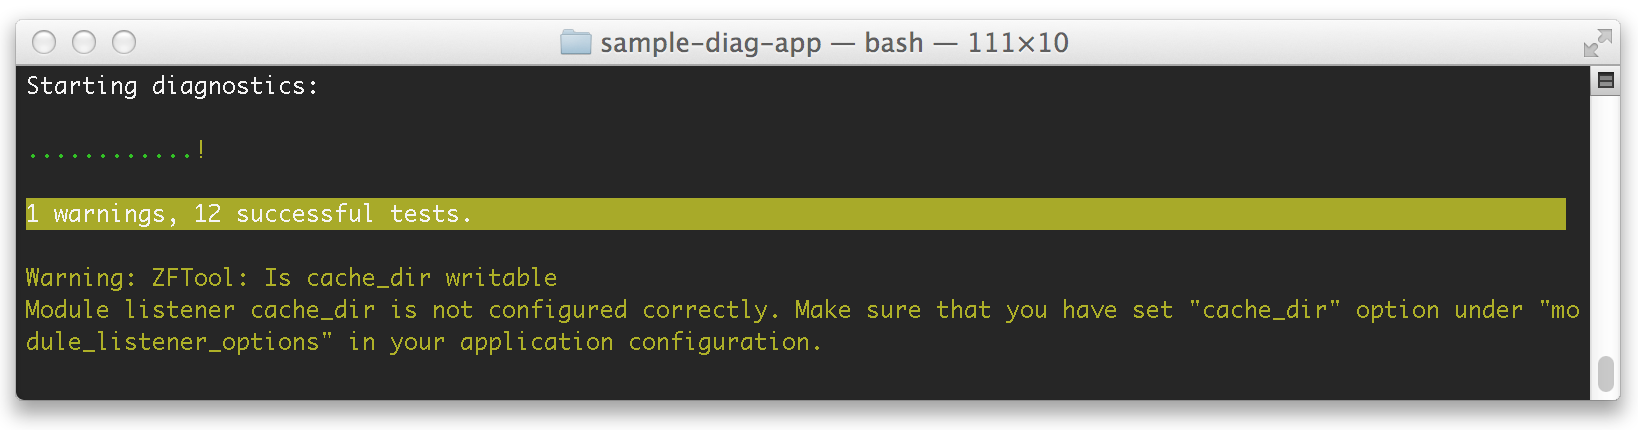 sample-diag-app — bash — 111×10
Starting diagnostics:
............!
1 warnings, 12 successful tests.
Warning: ZFTool: Is cache_dir writable
Module listener cache_dir is not configured correctly. Make sure that you have set "cache_dir" option under "mo
dule_listener_options" in your application configuration.